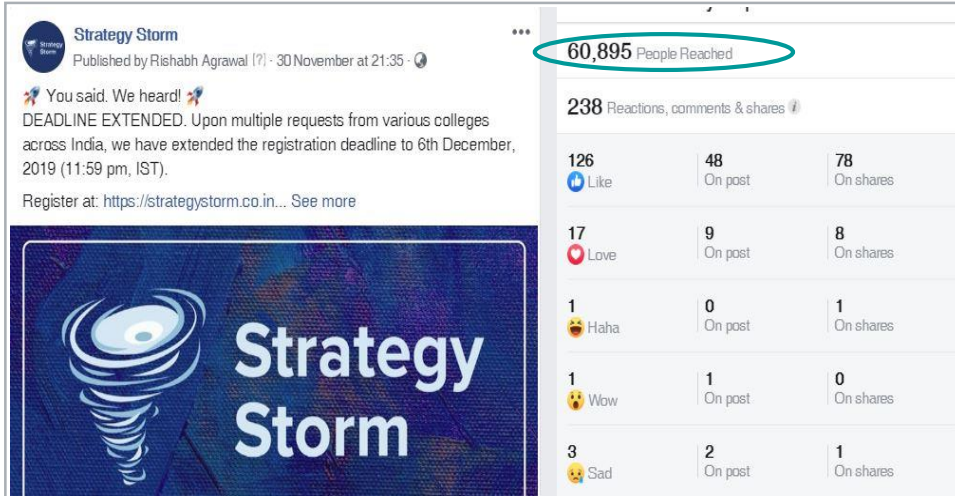 Strategy Storm
Published by Rishabh Agrawal [?] · 30 November at 21:35 ·
You said. We heard!
DEADLINE EXTENDED. Upon multiple requests from various colleges
across India, we have extended the registration deadline to 6th December,
2019 (11:59 pm, IST).
Register at: https://strategystorm.co.in... See more
Strategy
Storm
Strategy
Storm
60,895 People Reached
238 Reactions, comments & shares i
126 48 78
Like On post On shares
17 9 8
Love On post On shares
1 0 1
Haha On post On shares
1 1 0
Wow On post On shares
3 2 1
Sad On post On shares